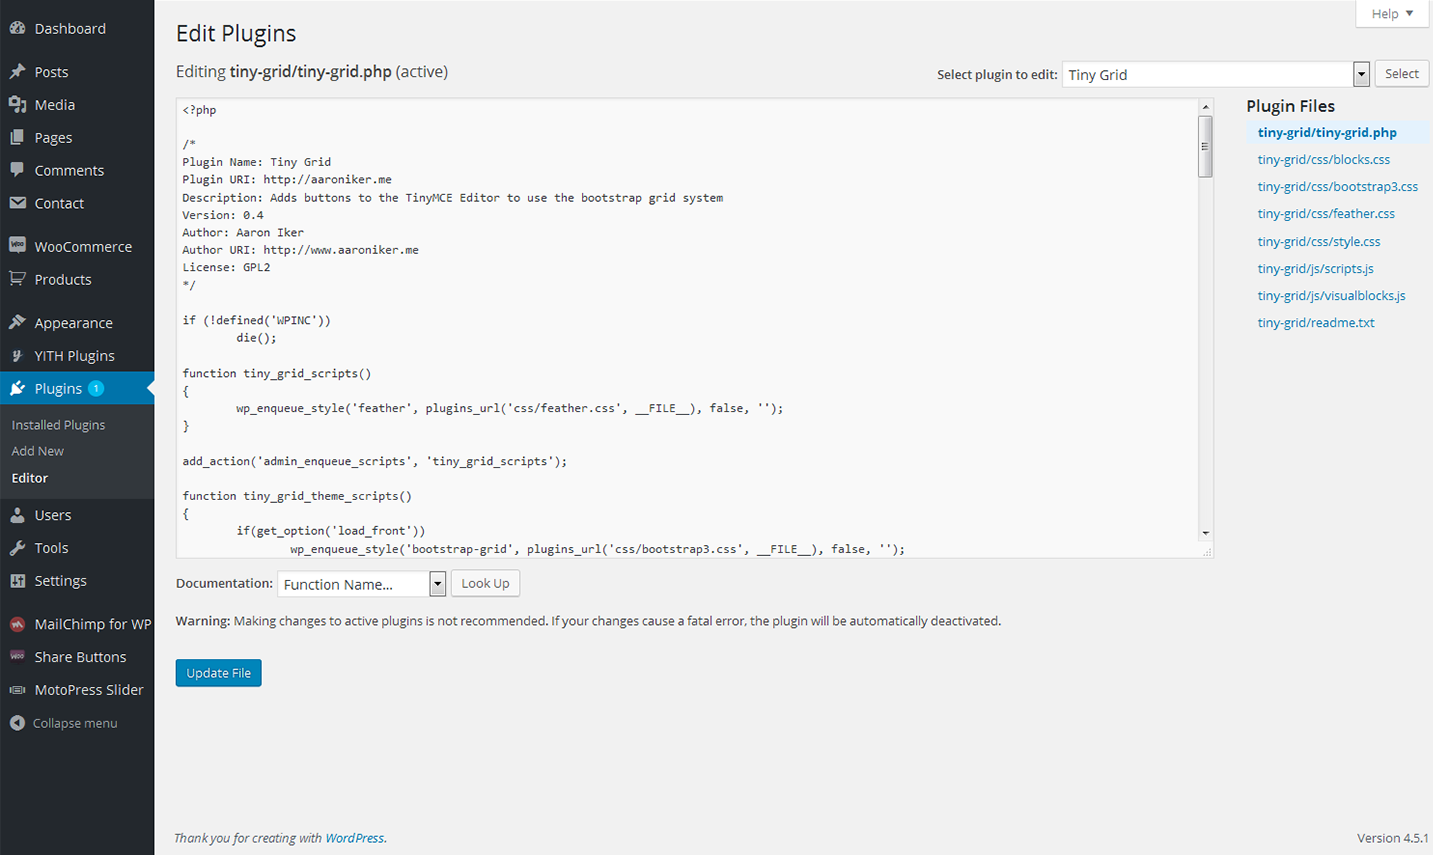 Dashboard
Posts
Media
Pages
Comments
Contact
WooCommerce
Products
Appearance
YITH Plugins
Plugins 1
Installed Plugins
Add New
Editor
Users
Tools
Settings
MailChimp for WP
Share Buttons
MotoPress Slider
Collapse menu
Help
Edit Plugins
Editing tiny-grid/tiny-grid.php (active)
Select plugin to edit: Tiny Grid Select
<?php
/*
Plugin Name: Tiny Grid
Plugin URI: http://aaroniker.me
Description: Adds buttons to the TinyMCE Editor to use the bootstrap grid system
Version: 0.4
Author: Aaron Iker
Author URI: http://www.aaroniker.me
License: GPL2
*/
if (!defined('WPINC'))
die();
function tiny_grid_scripts()
{
wp_enqueue_style('feather', plugins_url('css/feather.css', __FILE__), false, '');
}
add_action('admin_enqueue_scripts', 'tiny_grid_scripts');
function tiny_grid_theme_scripts()
{
if(get_option('load_front'))
wp_enqueue_style('bootstrap-grid', plugins_url('css/bootstrap3.css', __FILE__), false, '');
Plugin Files
tiny-grid/tiny-grid.php
tiny-grid/css/blocks.css
tiny-grid/css/bootstrap3.css
tiny-grid/css/feather.css
tiny-grid/css/style.css
tiny-grid/js/scripts.js
tiny-grid/js/visualblocks.js
tiny-grid/readme.txt
Documentation: Function Name... Look Up
Warning: Making changes to active plugins is not recommended. If your changes cause a fatal error, the plugin will be automatically deactivated.
Update File
Thank you for creating with WordPress.
Version 4.5.1